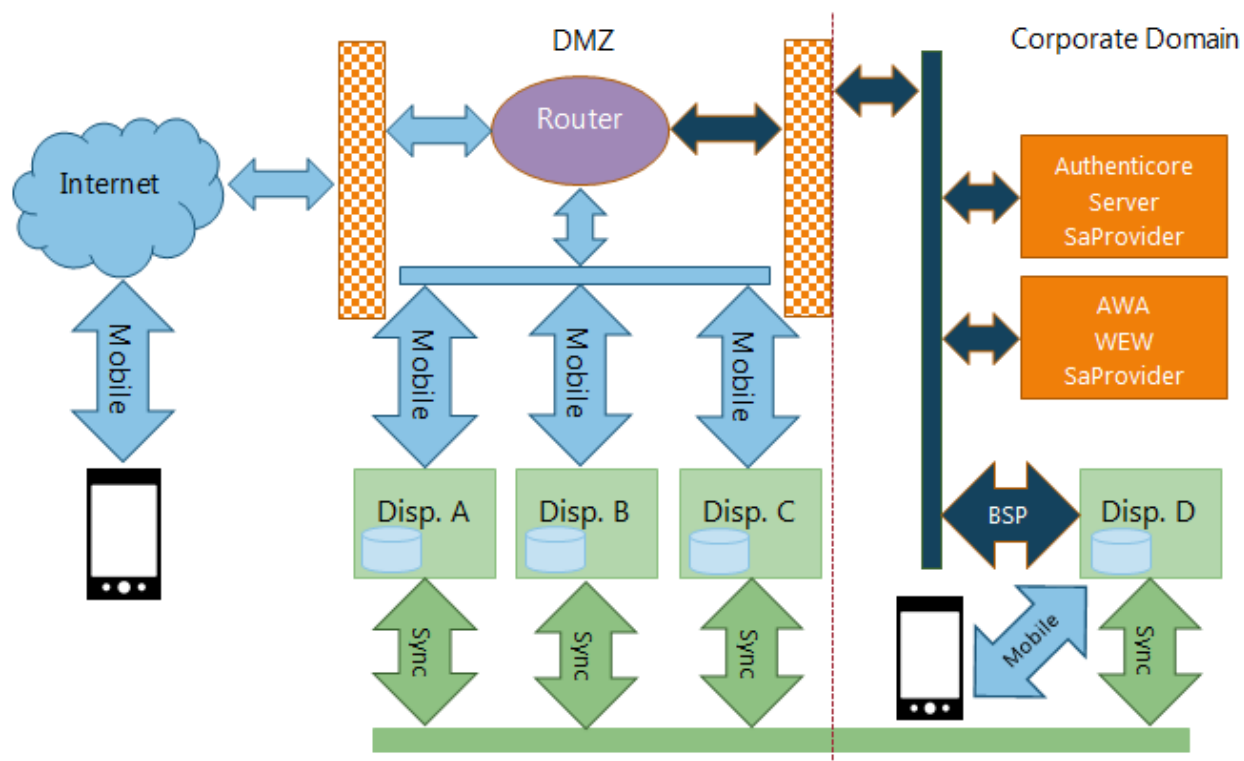 DMZ
Corporate Domain
Router
Internet
Authenticore
Server
SaProvider
AWA
WEW
SaProvider
Mobile
Mobile
Mobile
Mobile
Disp. A
Disp. B
Disp. C
BSP
Disp. D
Mobile
Sync
Sync
Sync
Sync